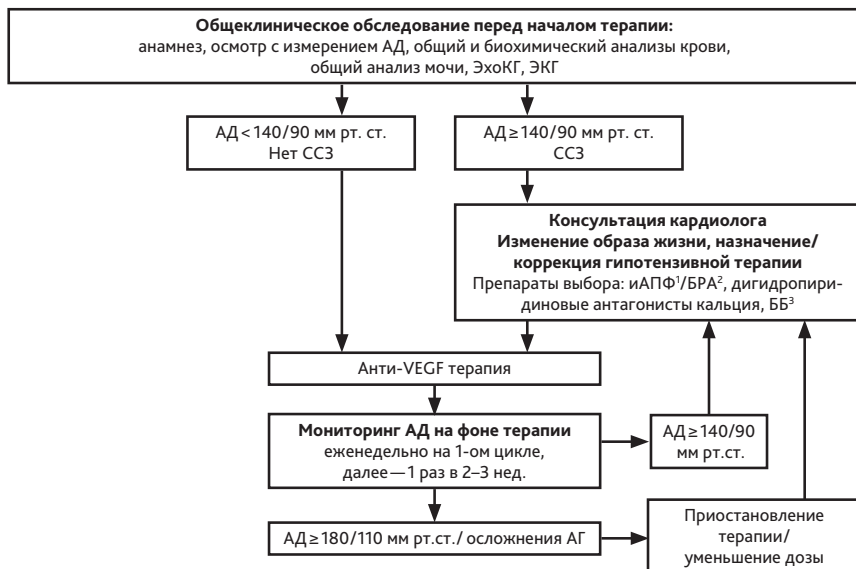 Общеклиническое обследование перед началом терапии:
анамнез, осмотр с измерением АД, общий и биохимический анализы крови,
общий анализ мочи, ЭхоКГ, ЭКГ
АД < 140/90 мм рт. ст.
Нет ССЗ
АД ≥ 140/90 мм рт. ст.
ССЗ
Консультация кардиолога
Изменение образа жизни, назначение/
коррекция гипотензивной терапии
Препараты выбора: иАПФ¹/БРА², дигидропири-
диновые антагонисты кальция, ББ³
Анти-VEGF терапия
Мониторинг АД на фоне терапии
еженедельно на 1-ом цикле,
далее — 1 раз в 2–3 нед.
АД ≥ 140/90
мм рт.ст.
АД ≥ 180/110 мм рт.ст./ осложнения АГ
Приостановление
терапии/
уменьшение дозы